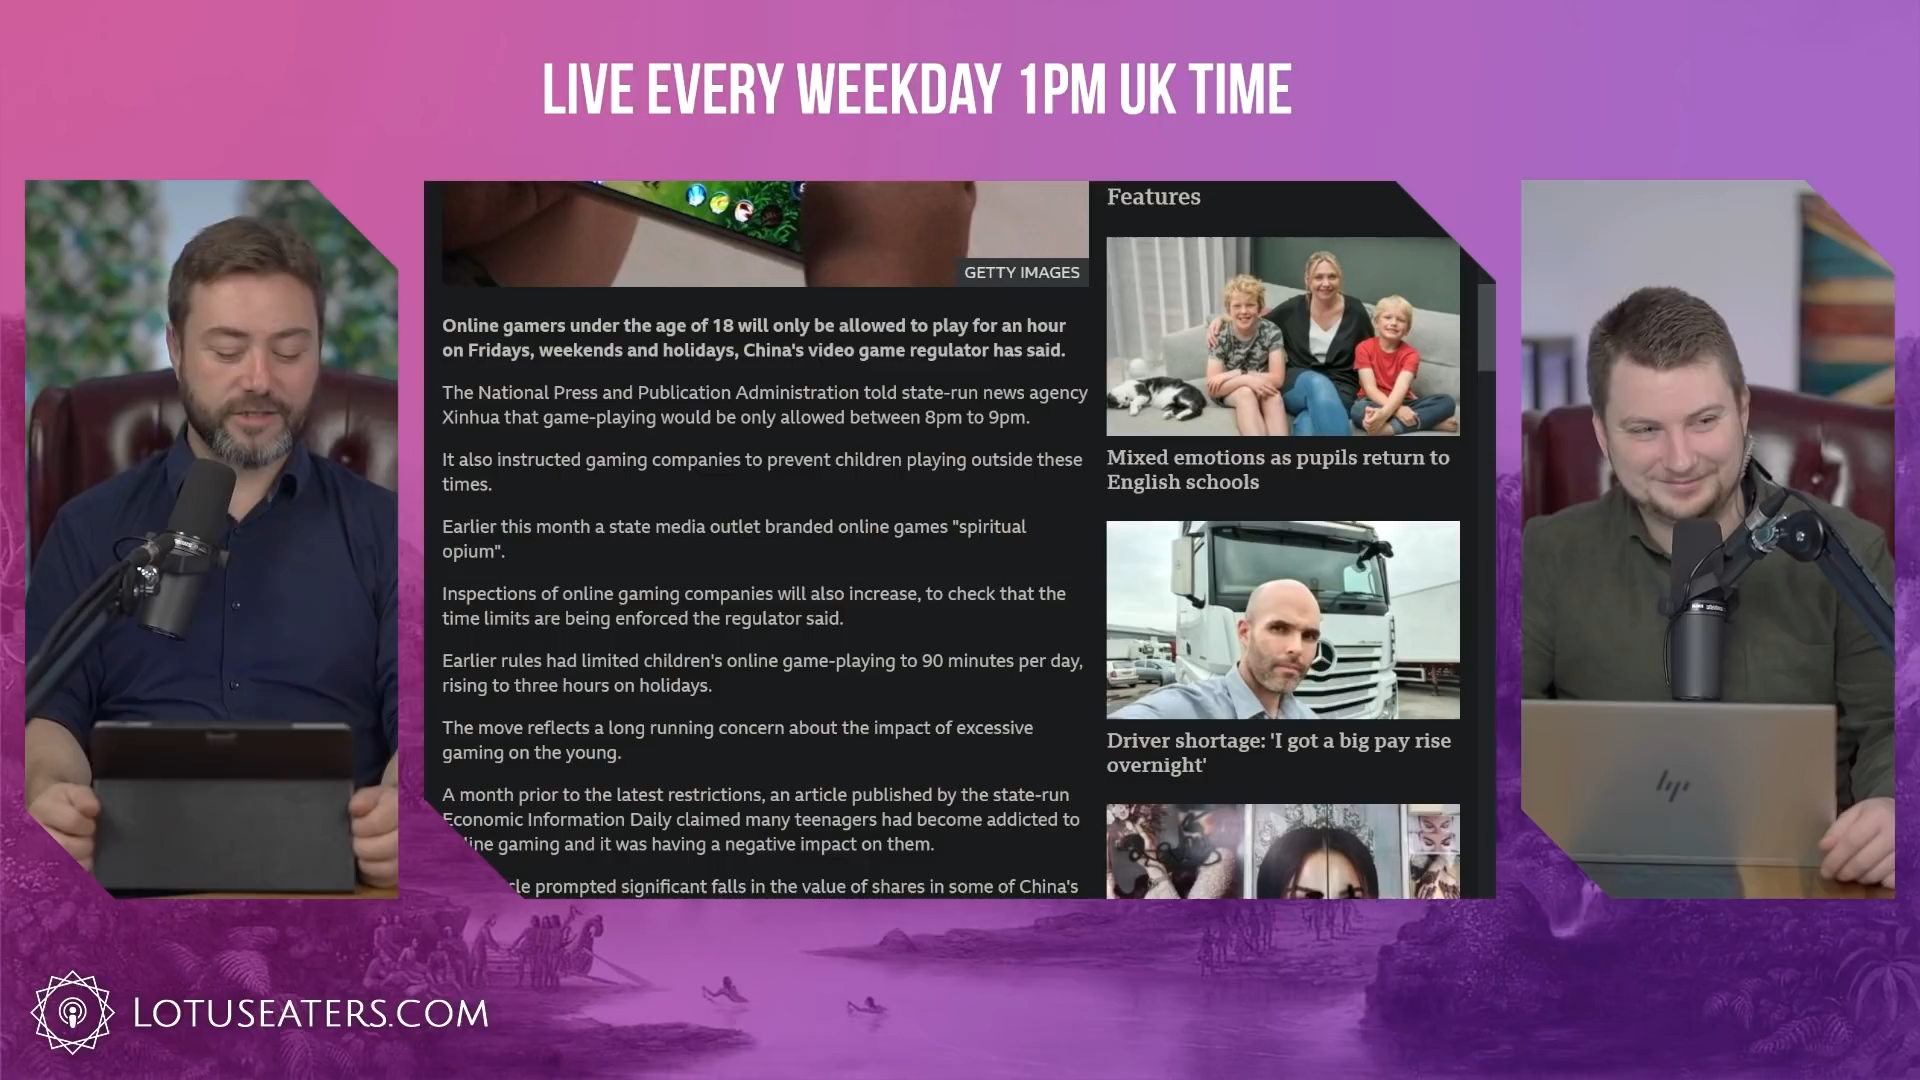 LIVE EVERY WEEKDAY 1PM UK TIME
GETTY IMAGES
Online gamers under the age of 18 will only be allowed to play for an hour
on Fridays, weekends and holidays, China's video game regulator has said.
The National Press and Publication Administration told state-run news agency
Xinhua that game-playing would be only allowed between 8pm to 9pm.
It also instructed gaming companies to prevent children playing outside these
times.
Earlier this month a state media outlet branded online games "spiritual
opium".
Inspections of online gaming companies will also increase, to check that the
time limits are being enforced the regulator said.
Earlier rules had limited children's online game-playing to 90 minutes per day,
rising to three hours on holidays.
The move reflects a long running concern about the impact of excessive
gaming on the young.
A month prior to the latest restrictions, an article published by the state-run
Economic Information Daily claimed many teenagers had become addicted to
line gaming and it was having a negative impact on them.
cle prompted significant falls in the value of shares in some of China's
Features
Mixed emotions as pupils return to
English schools
Driver shortage: 'I got a big pay rise
overnight'
hp
LOTUSEATERS.COM